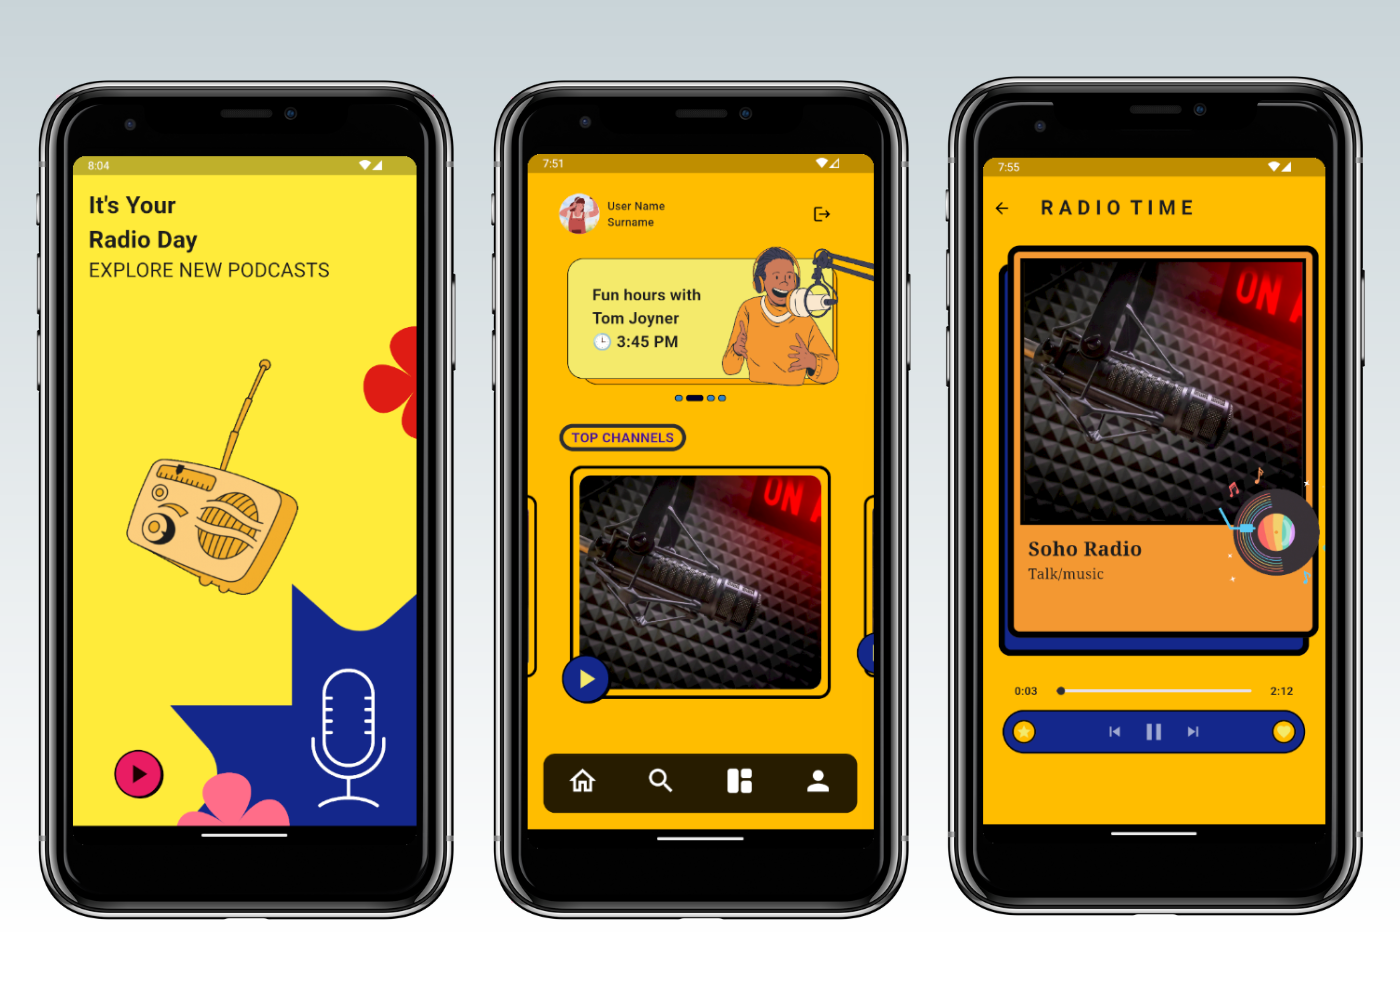 8:04
It's Your
Radio Day
EXPLORE NEW PODCASTS
7:51
User Name
Surname
Fun hours with
Tom Joyner
3:45 PM
TOP CHANNELS
ON
7:55
RADIO TIME
ON
Soho Radio
Talk/music
0:03
2:12